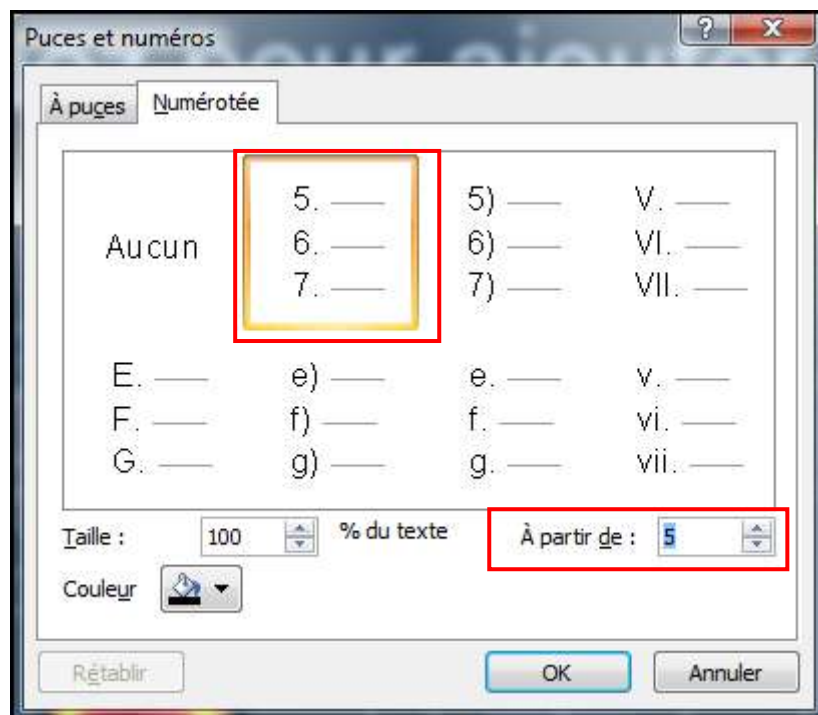 Puces et numéros
À puces Numérotée
Aucun
5.
6.
7.
5)
6)
7)
V.
VI.
VII.
E.
F.
G.
e)
f)
g)
e.
f.
g.
v.
vi.
vii.
Taille : 100 % du texte À partir de : 5
Couleur
Rétablir OK Annuler